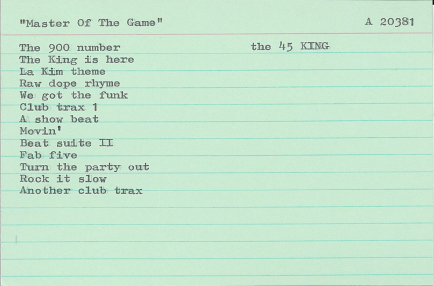 "Master Of The Game" A 20381
The 900 number the 45 KING
The King is here
La Kim theme
Raw dope rhyme
We got the funk
Club trax 1
A show beat
Movin'
Beat suite II
Fab five
Turn the party out
Rock it slow
Another club trax